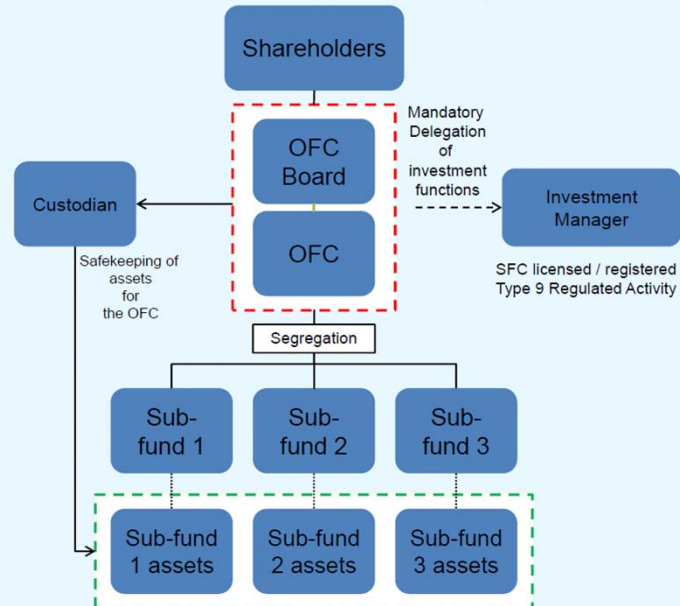 Shareholders
OFC
Board
OFC
Mandatory
Delegation
of
investment
functions
Custodian
Investment
Manager
Safekeeping of
assets
for
the OFC
SFC licensed / registered
Type 9 Regulated Activity
Segregation
Sub-
fund 1
Sub-
fund 2
Sub-
fund 3
Sub-fund
1 assets
Sub-fund
2 assets
Sub-fund
3 assets